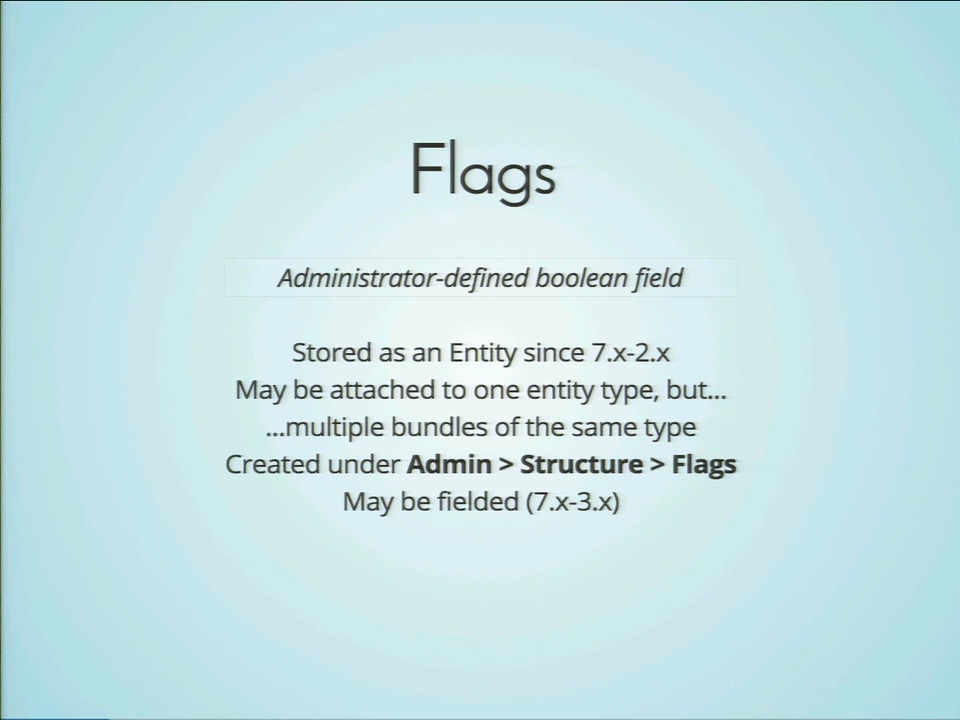 Flags
Administrator-defined boolean field
Stored as an Entity since 7.x-2.x
May be attached to one entity type, but...
...multiple bundles of the same type
Created under Admin > Structure > Flags
May be fielded (7.x-3.x)